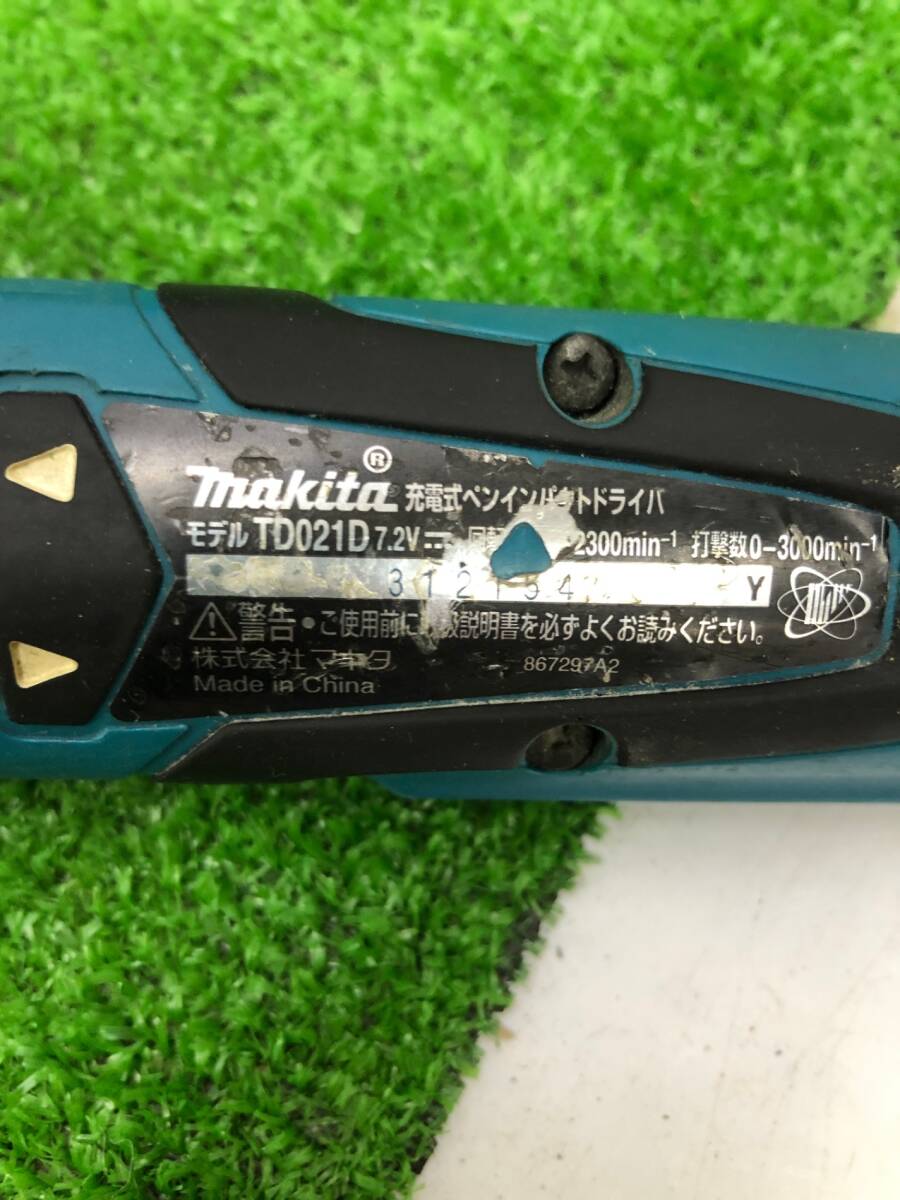 makita® 充電式ペンインパクトドライバ
モデル TD021D 7.2V 2300min⁻¹ 打撃数0-3000min⁻¹
Y
警告・ご使用前に取扱説明書を必ずよくお読みください。
株式会社マキタ 867297A2
Made in China